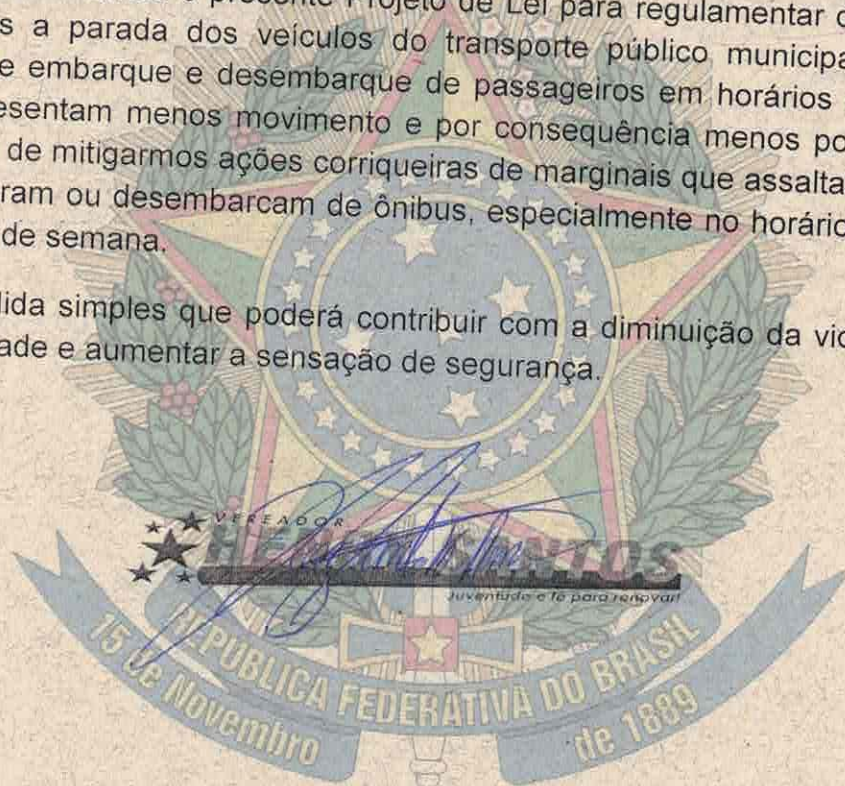 presente Projeto de Lei para regulamentar
s a parada dos veículos do transporte público municipa
e embarque e desembarque de passageiros em horários
esentam menos movimento e por consequência menos po
de mitigarmos ações corriqueiras de marginais que assalta
ram ou desembarcam de ônibus, especialmente no horário
de semana.
dida simples que poderá contribuir com a diminuição da vio
ade e aumentar a sensação de segurança.
VEREADOR
SANTOS
Juventude e fé para renovar!
REPÚBLICA FEDERATIVA DO BRASIL
15 de Novembro de 1889